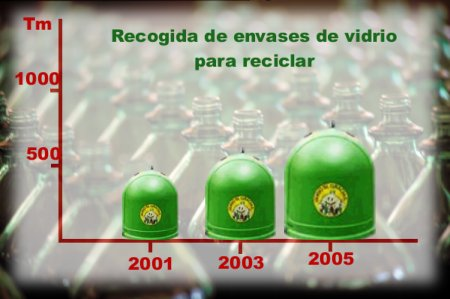 Tm
Recogida de envases de vidrio
para reciclar
1000
500
2001
2003
2005